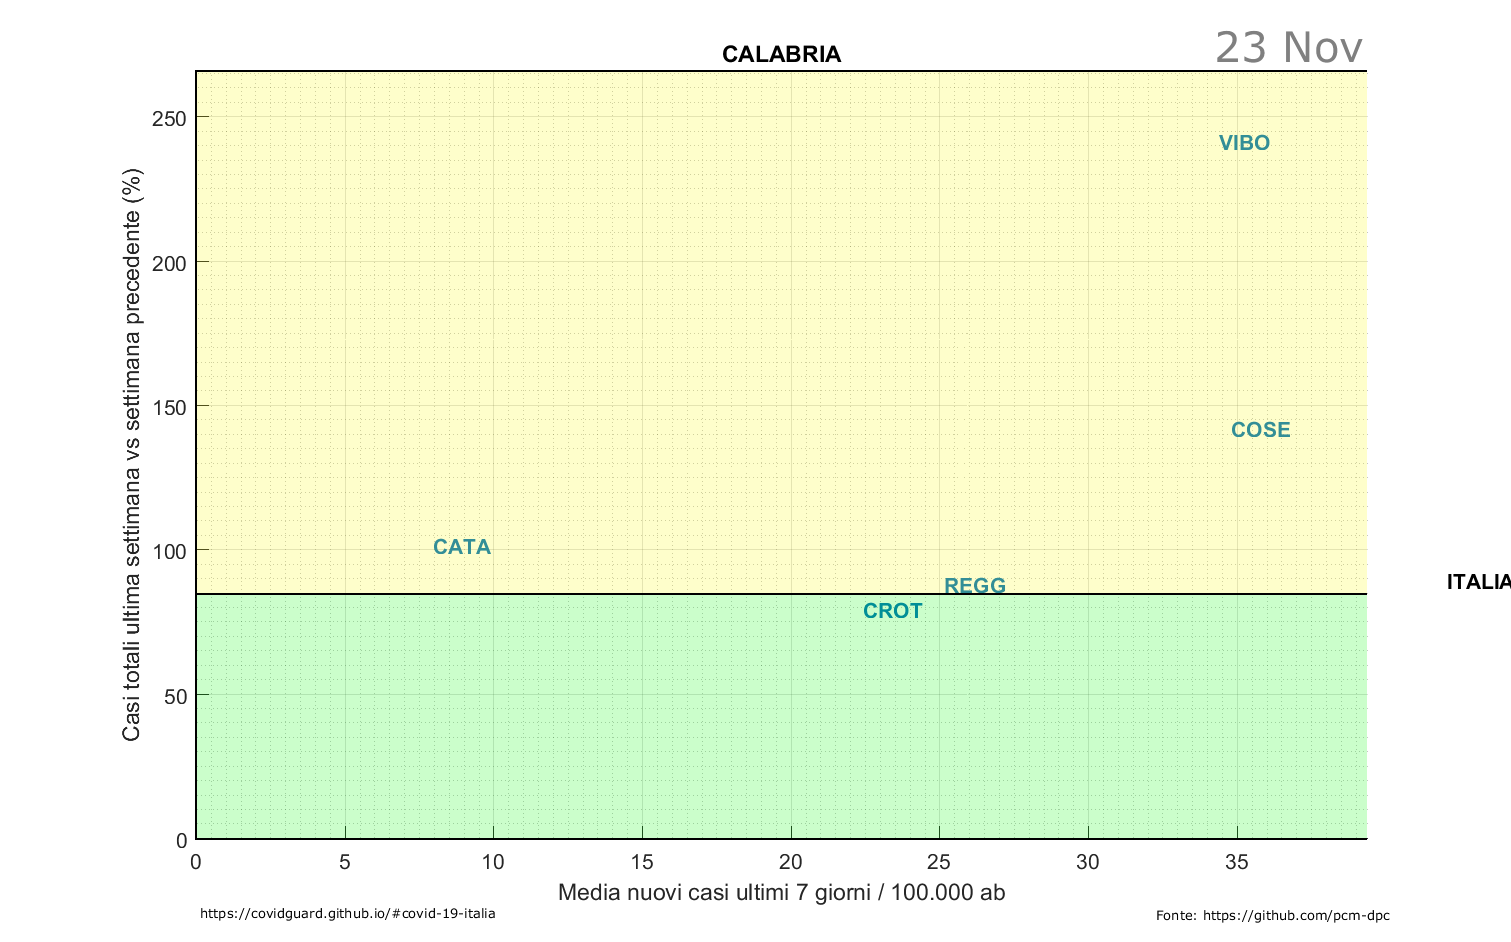 CALABRIA
23 Nov
Casi totali ultima settimana vs settimana precedente (%)
250
200
150
100
50
0
VIBO
COSE
CATA
REGG
CROT
ITALIA
0 5 10 15 20 25 30 35
Media nuovi casi ultimi 7 giorni / 100.000 ab
https://covidguard.github.io/#covid-19-italia
Fonte: https://github.com/pcm-dpc